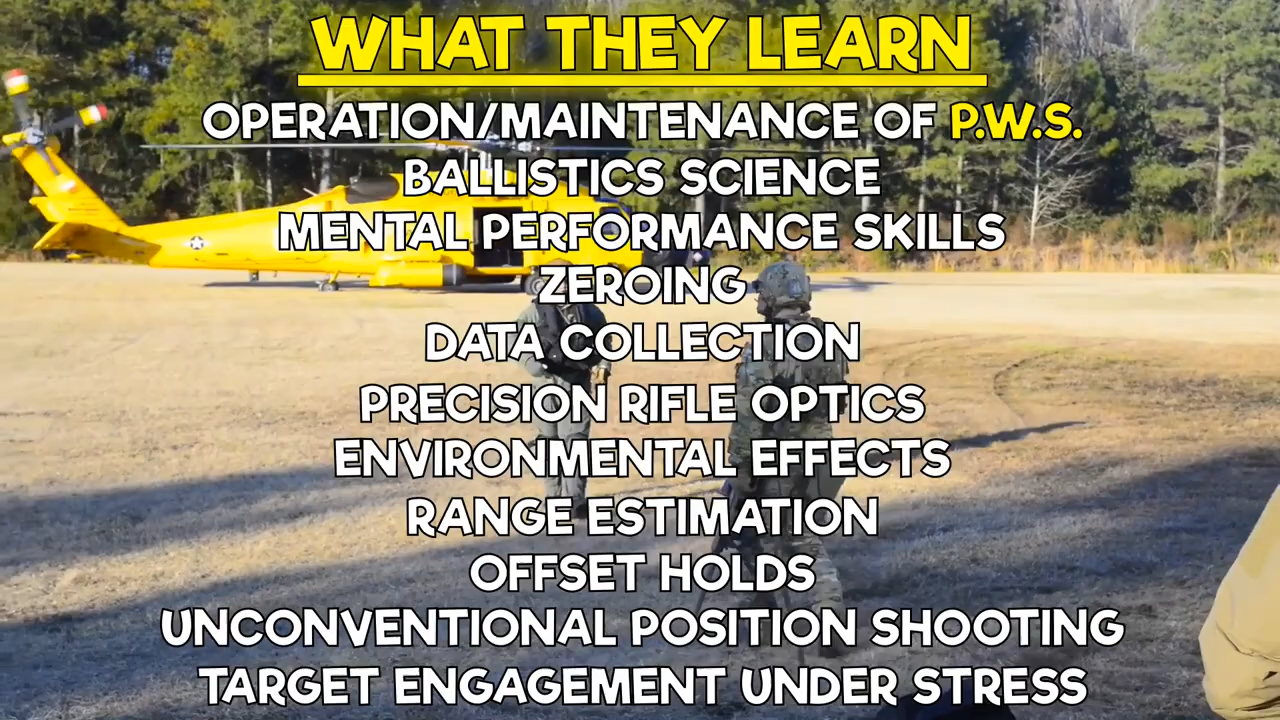 WHAT THEY LEARN
OPERATION/MAINTENANCE OF P.W.S.
BALLISTICS SCIENCE
MENTAL PERFORMANCE SKILLS
ZEROING
DATA COLLECTION
PRECISION RIFLE OPTICS
ENVIRONMENTAL EFFECTS
RANGE ESTIMATION
OFFSET HOLDS
UNCONVENTIONAL POSITION SHOOTING
TARGET ENGAGEMENT UNDER STRESS